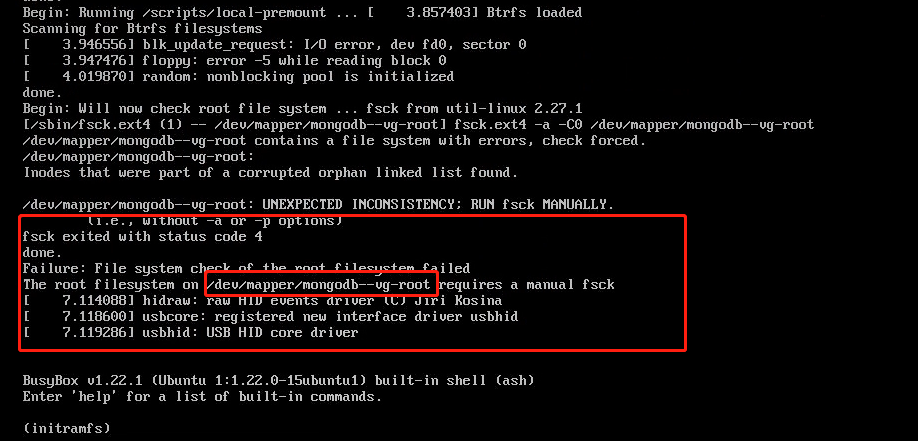 done.
Begin: Running /scripts/local-premount ... [    3.857403] Btrfs loaded
Scanning for Btrfs filesystems
[    3.946556] blk_update_request: I/O error, dev fd0, sector 0
[    3.947476] floppy: error -5 while reading block 0
[    4.019870] random: nonblocking pool is initialized
done.
Begin: Will now check root file system ... fsck from util-linux 2.27.1
[/sbin/fsck.ext4 (1) -- /dev/mapper/mongodb--vg-root] fsck.ext4 -a -C0 /dev/mapper/mongodb--vg-root
/dev/mapper/mongodb--vg-root contains a file system with errors, check forced.
/dev/mapper/mongodb--vg-root:
Inodes that were part of a corrupted orphan linked list found.
/dev/mapper/mongodb--vg-root: UNEXPECTED INCONSISTENCY; RUN fsck MANUALLY.
(i.e., without -a or -p options)
fsck exited with status code 4
done.
Failure: File system check of the root filesystem failed
The root filesystem on /dev/mapper/mongodb--vg-root requires a manual fsck
[    7.114088] hidraw: raw HID events driver (C) Jiri Kosina
[    7.118600] usbcore: registered new interface driver usbhid
[    7.119286] usbhid: USB HID core driver
BusyBox v1.22.1 (Ubuntu 1:1.22.0-15ubuntu1) built-in shell (ash)
Enter 'help' for a list of built-in commands.
(initramfs)